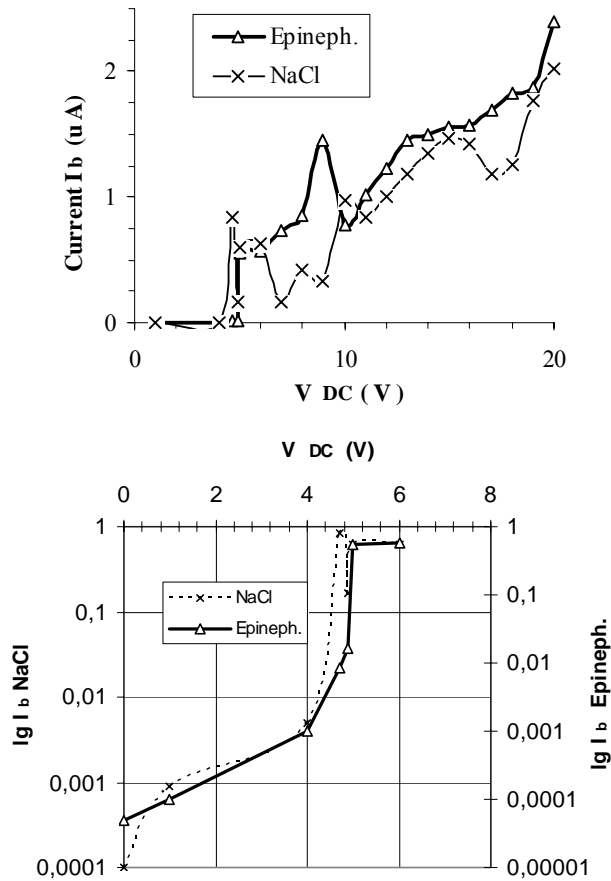 Epineph.
NaCl
Current I b (u A)
2
1
0
0 10 20
V DC ( V )
V DC (V)
0 2 4 6 8
1 1
0,1 0,1
0,01 0,01
0,001 0,001
0,0001 0,0001
0,00001
NaCl
Epineph.
lg I b NaCl
lg I b Epineph.